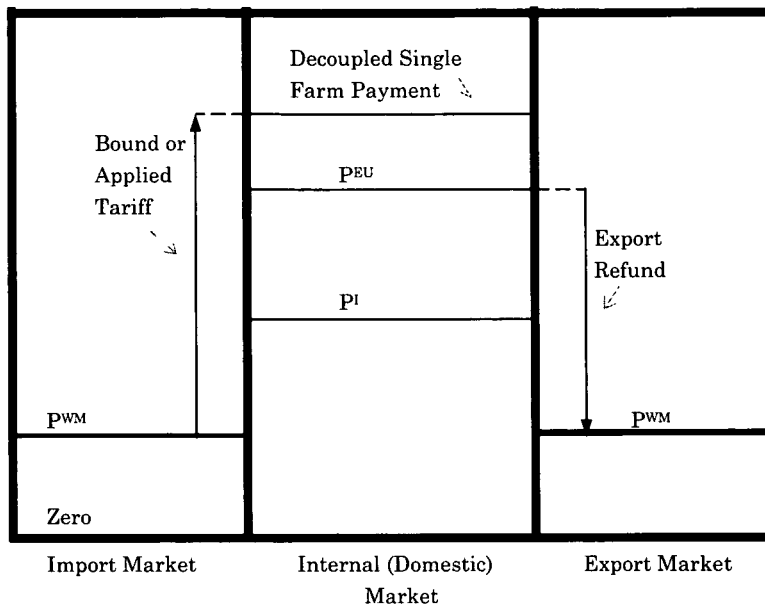 Decoupled Single
Farm Payment
Bound or
Applied
Tariff
PEU
Export
Refund
PI
PWM
PWM
Zero
Import Market
Internal (Domestic)
Market
Export Market